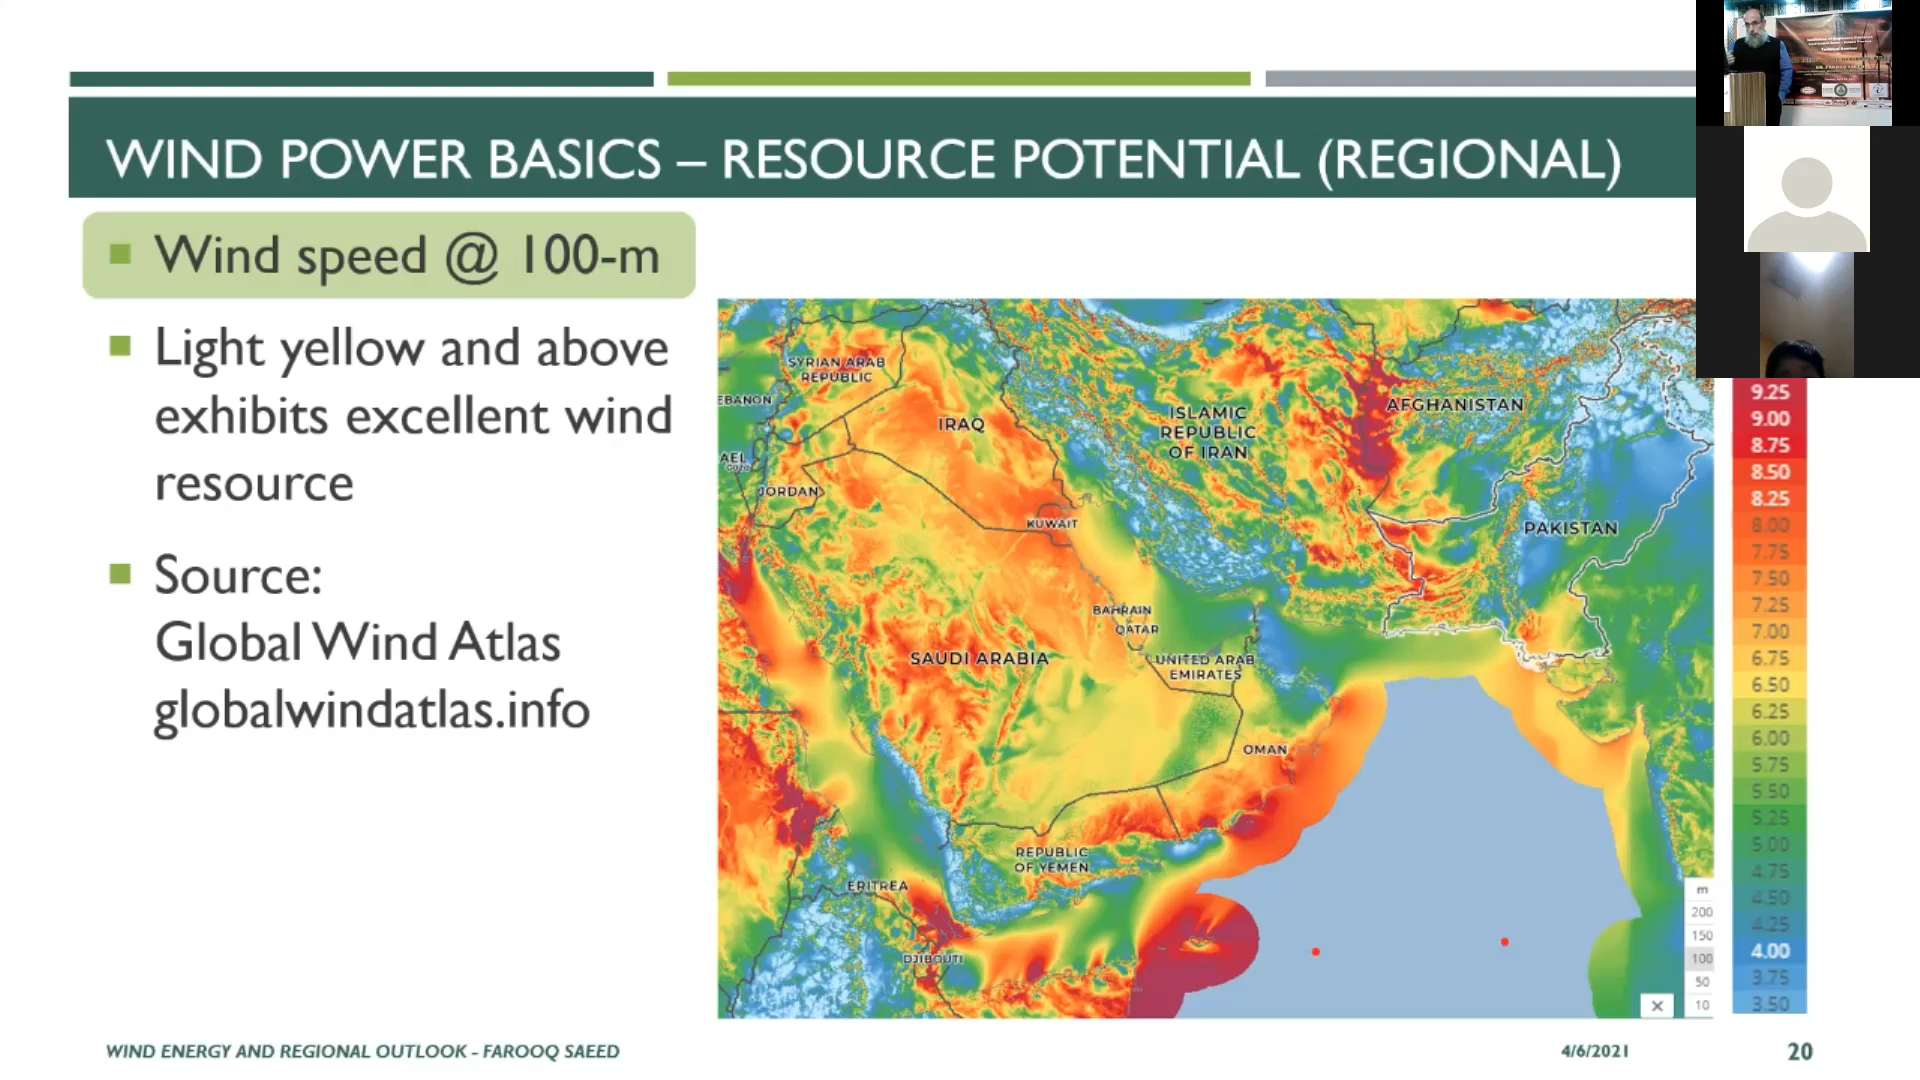 WIND POWER BASICS – RESOURCE POTENTIAL (REGIONAL)
Wind speed @ 100-m
Light yellow and above
exhibits excellent wind
resource
Source:
Global Wind Atlas
globalwindatlas.info
SYRIAN ARAB
REPUBLIC
EBANON
IRAQ
ISLAMIC
REPUBLIC
OF IRAN
AFGHANISTAN
AEL
JORDAN
KUWAIT
PAKISTAN
BAHRAIN
QATAR
SAUDI ARABIA
UNITED ARAB
EMIRATES
OMAN
REPUBLIC
OF YEMEN
ERITREA
DJIBOUTI
m
200
150
100
50
10
9.25
9.00
8.75
8.50
8.25
8.00
7.75
7.50
7.25
7.00
6.75
6.50
6.25
6.00
5.75
5.50
5.25
5.00
4.75
4.50
4.25
4.00
3.75
3.50
WIND ENERGY AND REGIONAL OUTLOOK - FAROOQ SAEED
4/6/2021
20